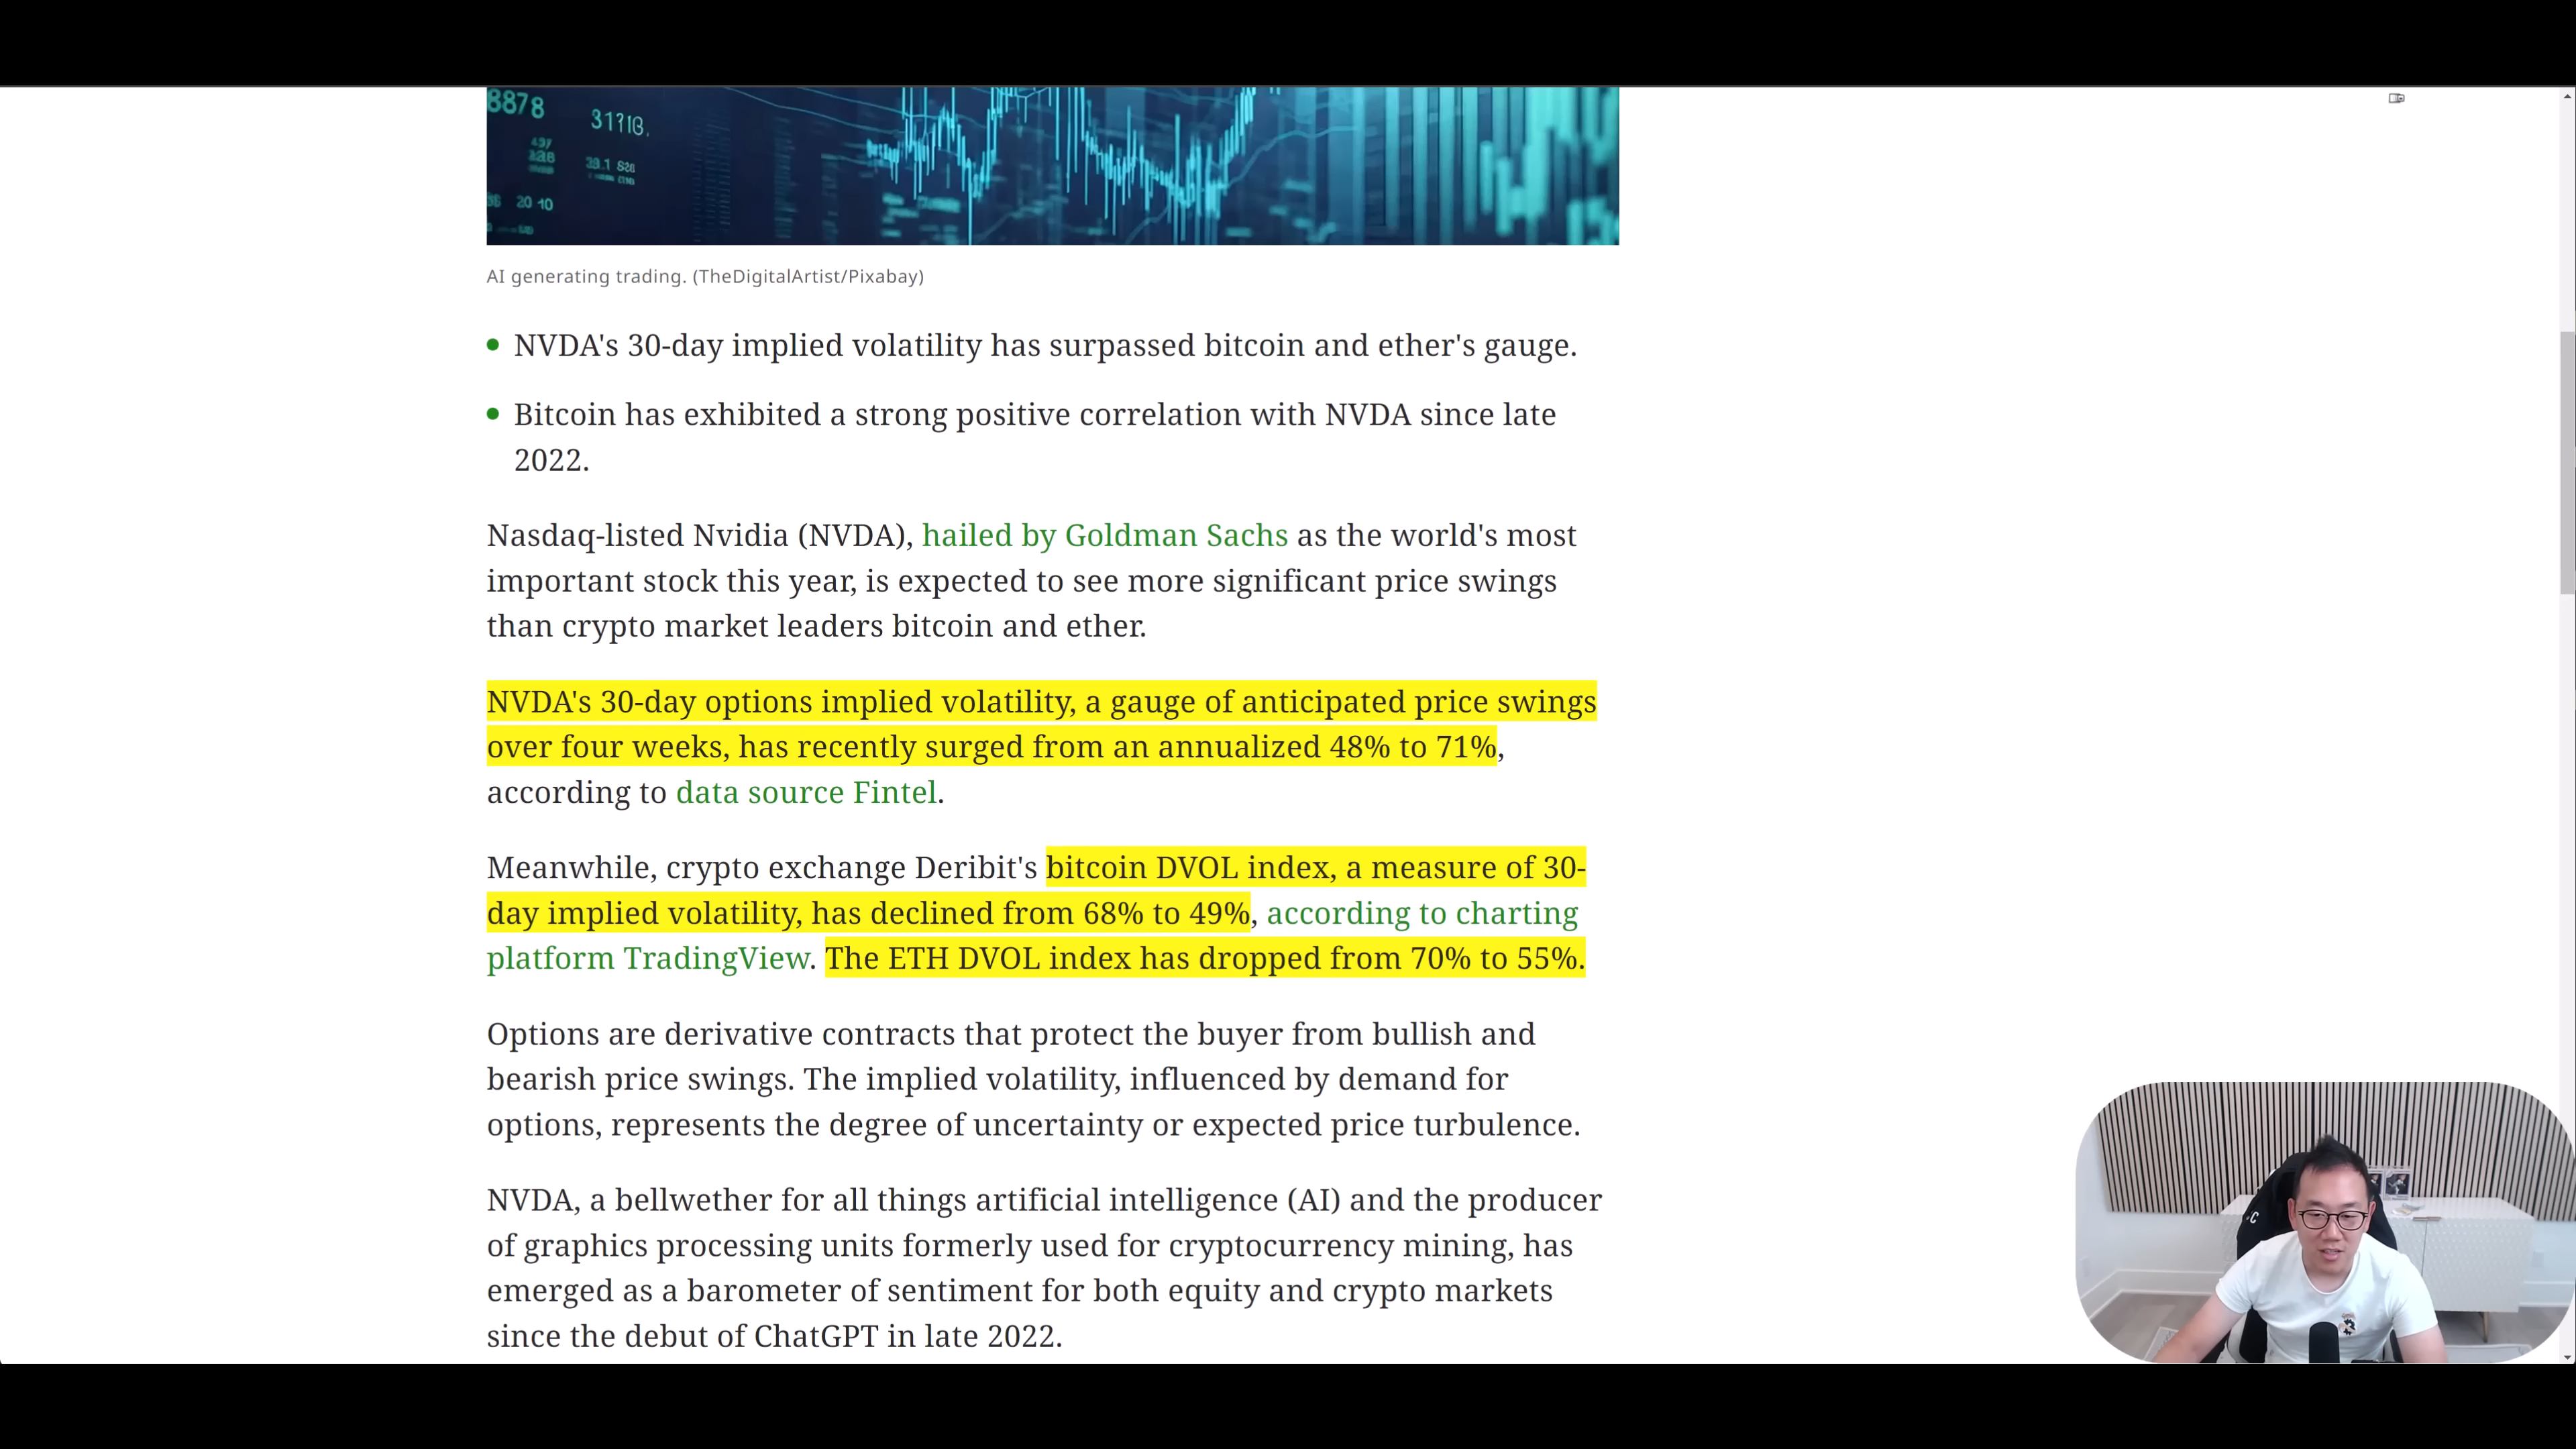 8878
20 10
AI generating trading. (TheDigitalArtist/Pixabay)
NVDA's 30-day implied volatility has surpassed bitcoin and ether's gauge.
Bitcoin has exhibited a strong positive correlation with NVDA since late
2022.
Nasdaq-listed Nvidia (NVDA), hailed by Goldman Sachs as the world's most
important stock this year, is expected to see more significant price swings
than crypto market leaders bitcoin and ether.
NVDA's 30-day options implied volatility, a gauge of anticipated price swings
over four weeks, has recently surged from an annualized 48% to 71%,
according to data source Fintel.
Meanwhile, crypto exchange Deribit's bitcoin DVOL index, a measure of 30-
day implied volatility, has declined from 68% to 49%, according to charting
platform TradingView. The ETH DVOL index has dropped from 70% to 55%.
Options are derivative contracts that protect the buyer from bullish and
bearish price swings. The implied volatility, influenced by demand for
options, represents the degree of uncertainty or expected price turbulence.
NVDA, a bellwether for all things artificial intelligence (AI) and the producer
of graphics processing units formerly used for cryptocurrency mining, has
emerged as a barometer of sentiment for both equity and crypto markets
since the debut of ChatGPT in late 2022.